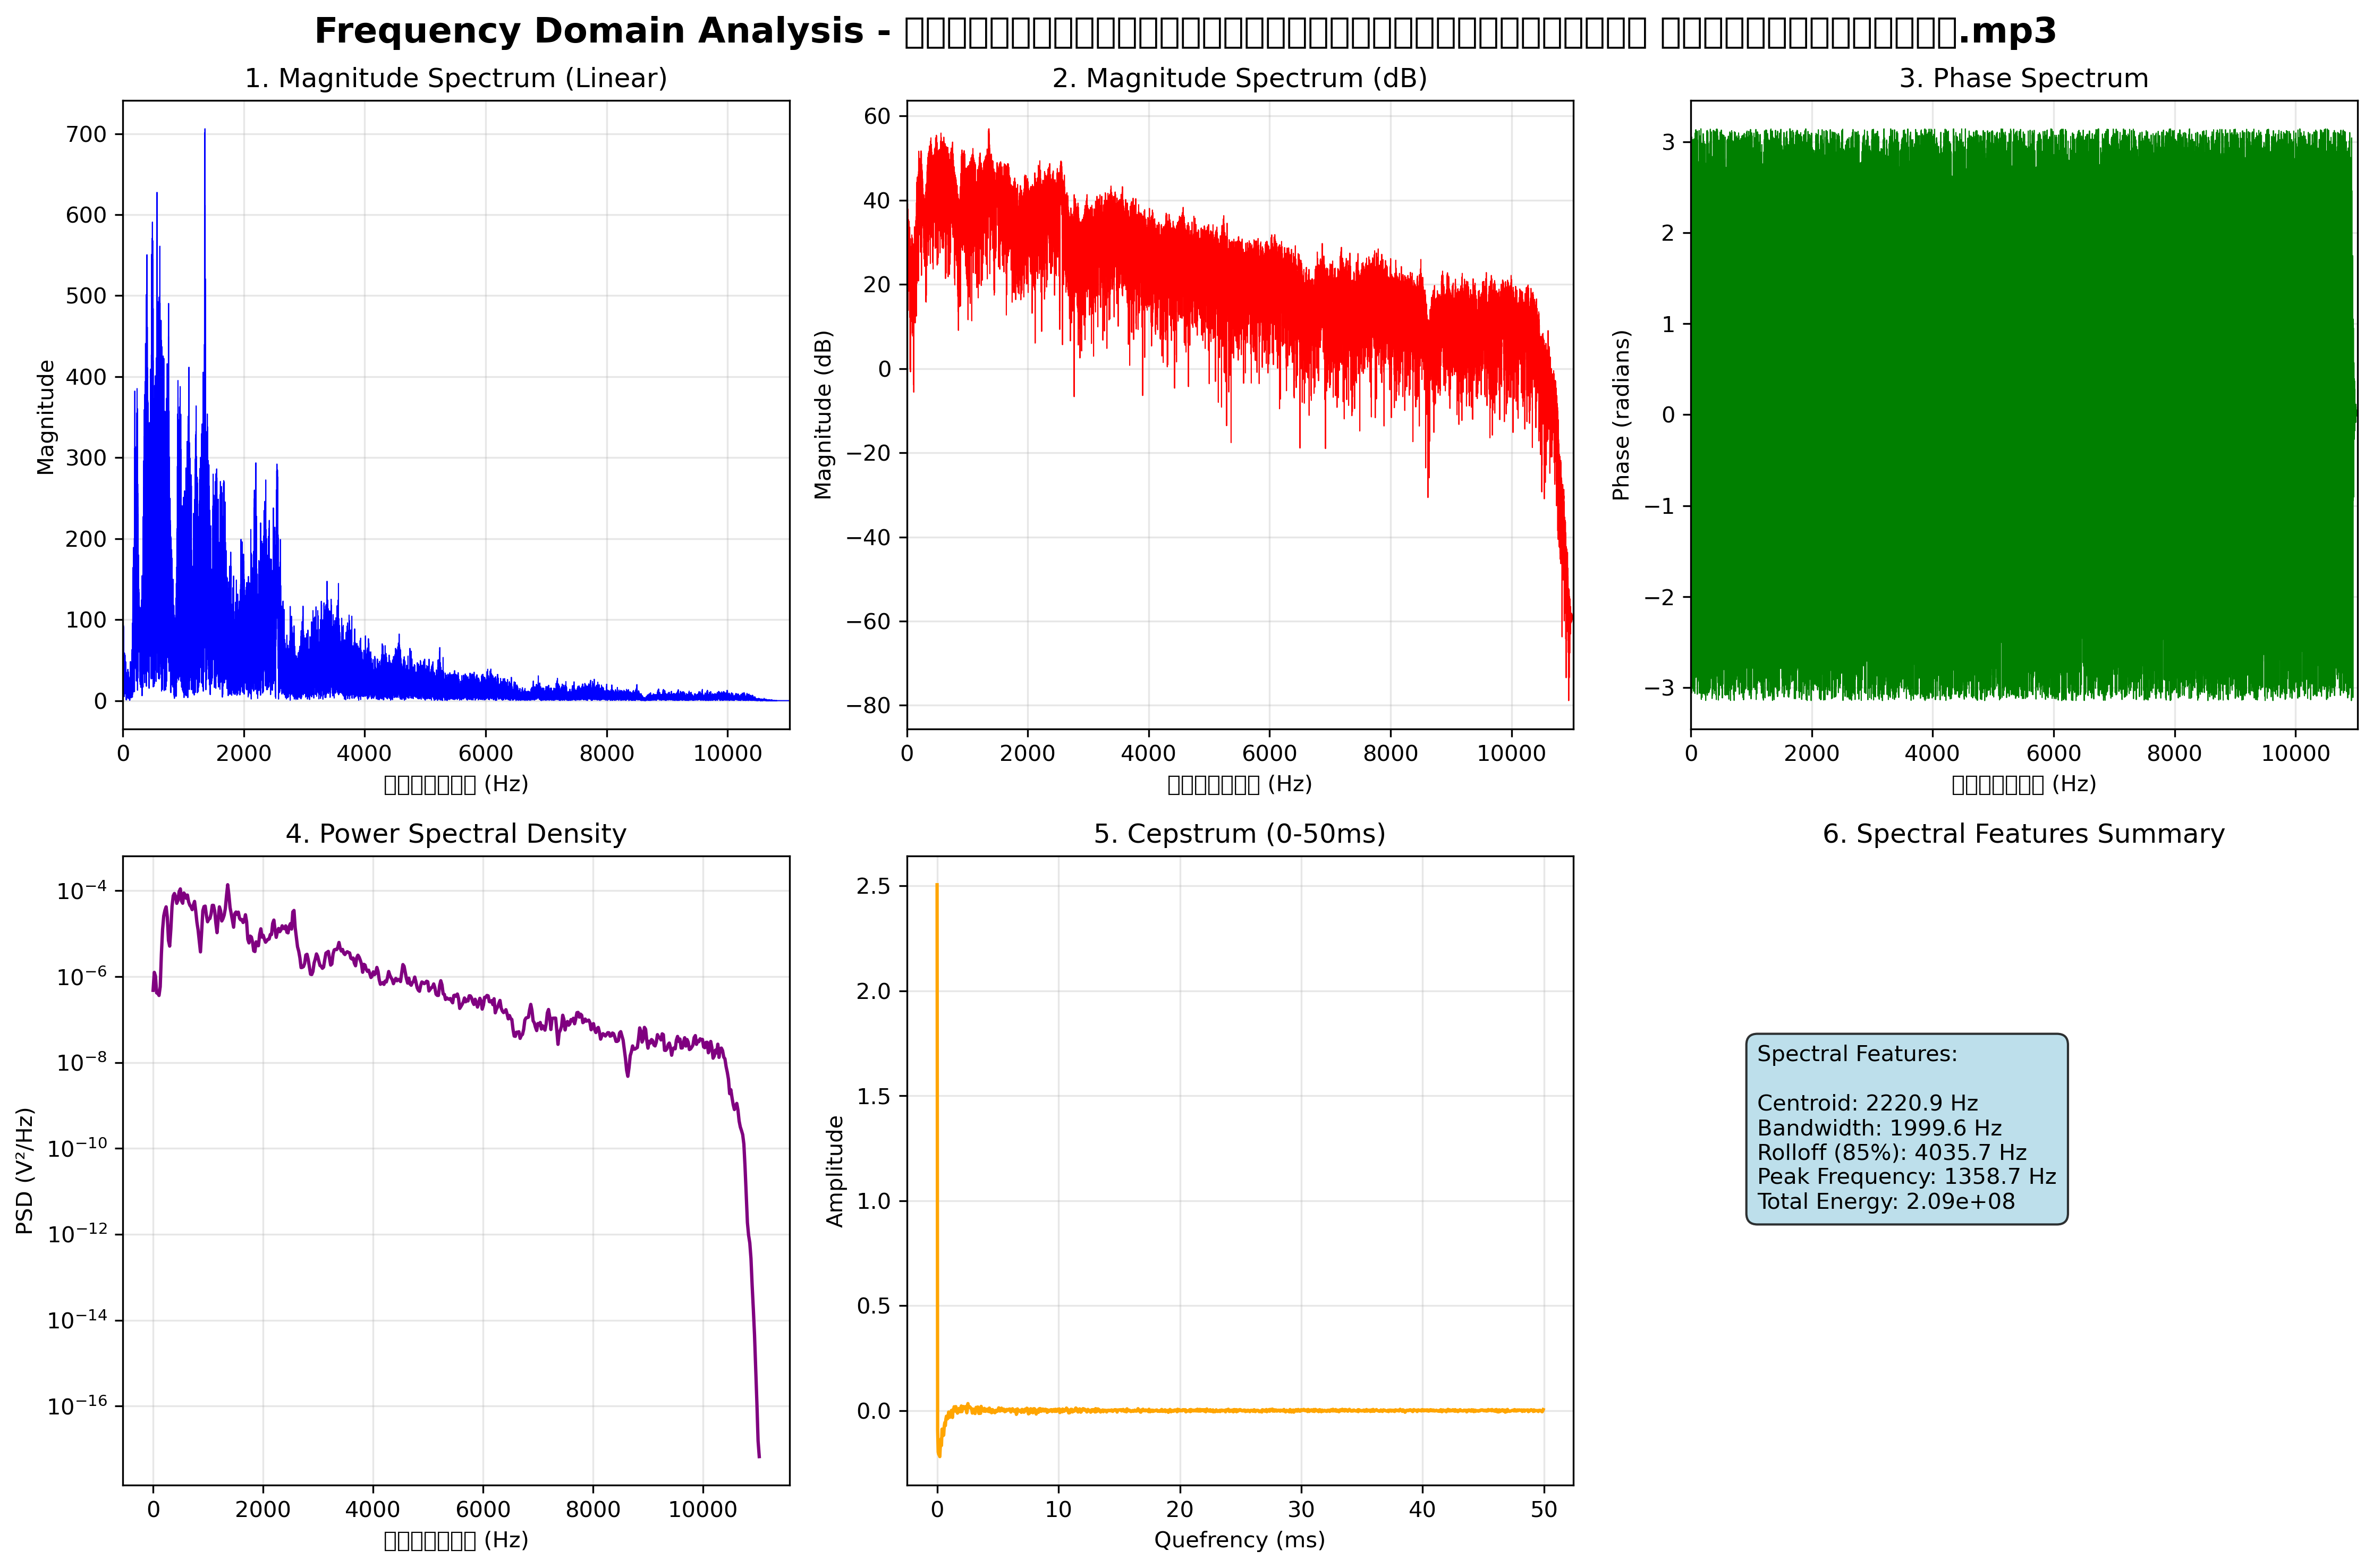 Frequency Domain Analysis - .mp3
1. Magnitude Spectrum (Linear)
Magnitude
700
600
500
400
300
200
100
0
0 2000 4000 6000 8000 10000
(Hz)
2. Magnitude Spectrum (dB)
Magnitude (dB)
60
40
20
0
−20
−40
−60
−80
0 2000 4000 6000 8000 10000
(Hz)
3. Phase Spectrum
Phase (radians)
3
2
1
0
−1
−2
−3
0 2000 4000 6000 8000 10000
(Hz)
4. Power Spectral Density
PSD (V²/Hz)
10⁻⁴
10⁻⁶
10⁻⁸
10⁻¹⁰
10⁻¹²
10⁻¹⁴
10⁻¹⁶
0 2000 4000 6000 8000 10000
(Hz)
5. Cepstrum (0-50ms)
Amplitude
2.5
2.0
1.5
1.0
0.5
0.0
0 10 20 30 40 50
Quefrency (ms)
6. Spectral Features Summary
Spectral Features:
Centroid: 2220.9 Hz
Bandwidth: 1999.6 Hz
Rolloff (85%): 4035.7 Hz
Peak Frequency: 1358.7 Hz
Total Energy: 2.09e+08